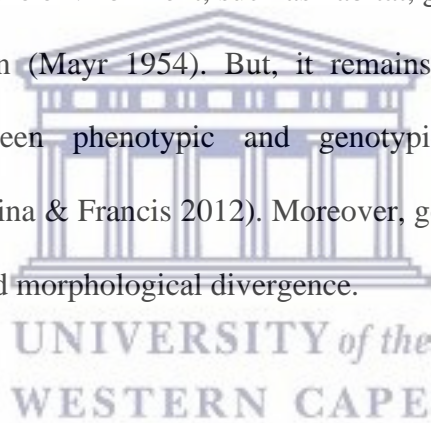 n (Mayr 1954). But, it remains
een phenotypic and genotypi
ina & Francis 2012). Moreover, g
d morphological divergence.
UNIVERSITY of the
WESTERN CAPE